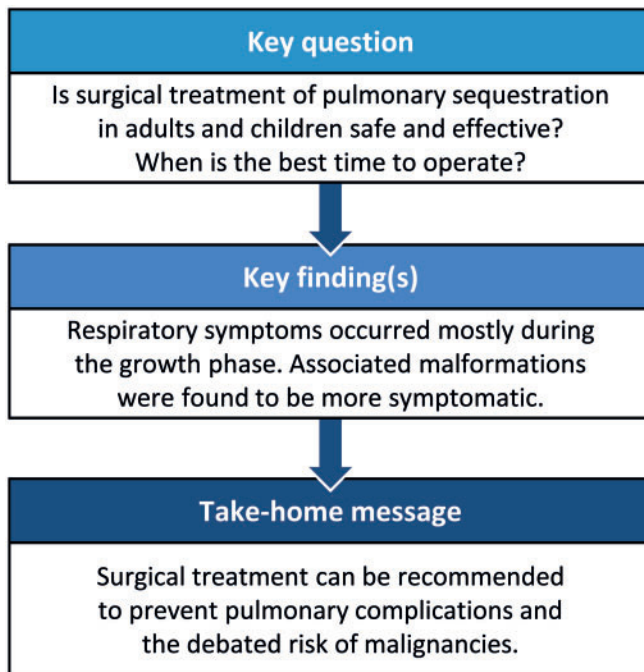 Key question
Is surgical treatment of pulmonary sequestration
in adults and children safe and effective?
When is the best time to operate?
Key finding(s)
Respiratory symptoms occurred mostly during
the growth phase. Associated malformations
were found to be more symptomatic.
Take-home message
Surgical treatment can be recommended
to prevent pulmonary complications and
the debated risk of malignancies.